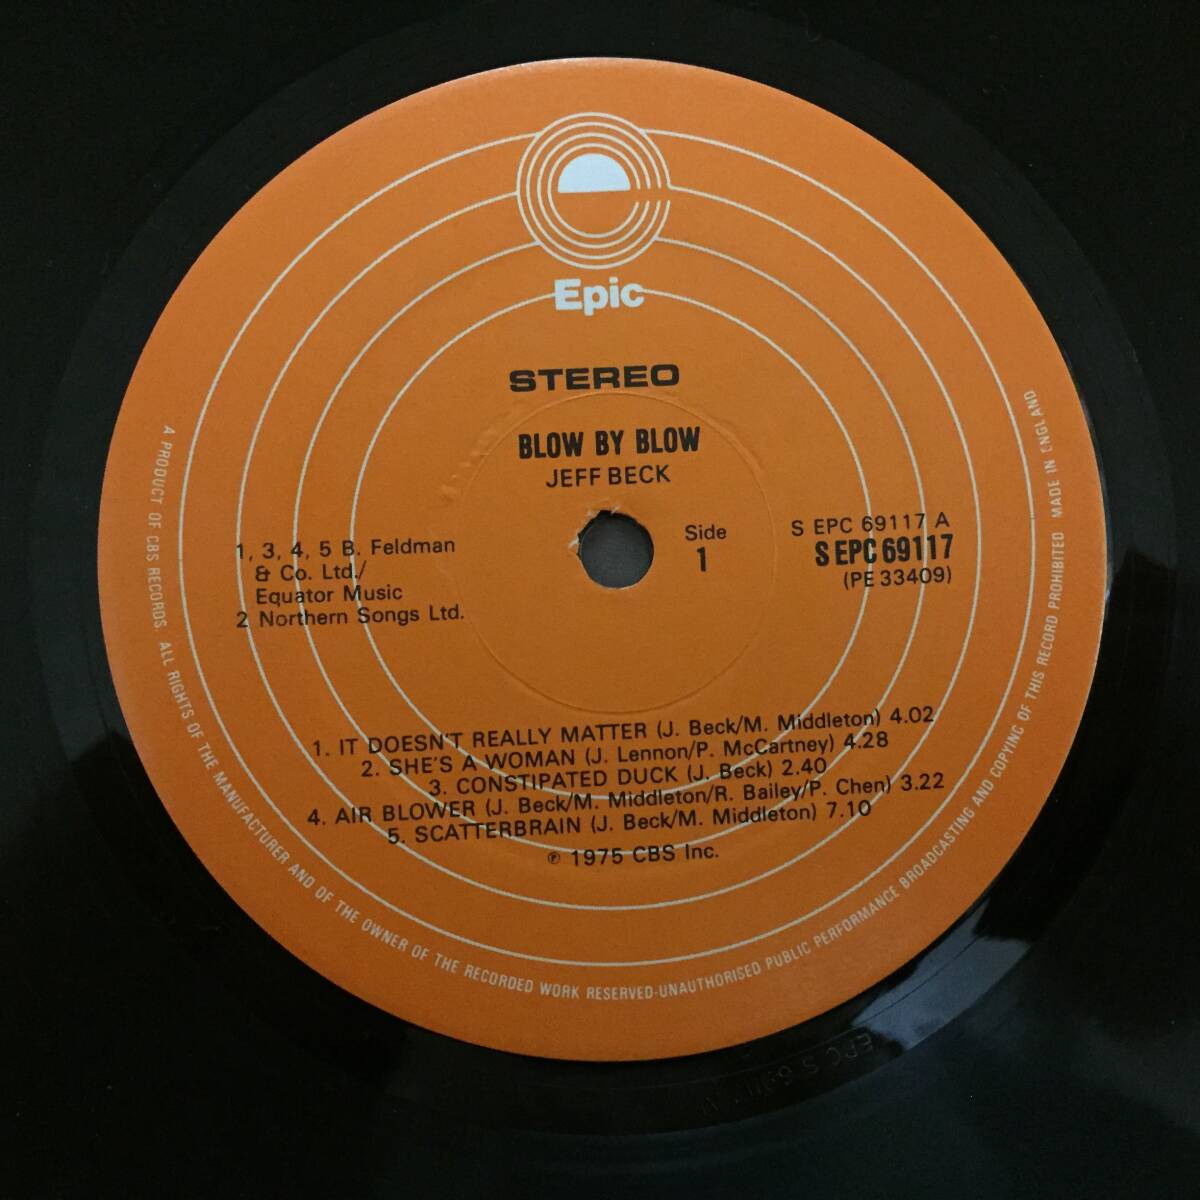 Epic
STEREO
BLOW BY BLOW
JEFF BECK
1, 3, 4, 5 B. Feldman
& Co. Ltd./
Equator Music
2 Northern Songs Ltd.
Side
1
S EPC 69117 A
S EPC 69117
(PE 33409)
1. IT DOESN'T REALLY MATTER (J. Beck/M. Middleton) 4.02
2. SHE'S A WOMAN (J. Lennon/P. McCartney) 4.28
3. CONSTIPATED DUCK (J. Beck) 2.40
4. AIR BLOWER (J. Beck/M. Middleton/R. Bailey/P. Chen) 3.22
5. SCATTERBRAIN (J. Beck/M. Middleton) 7.10
℗ 1975 CBS Inc.
A PRODUCT OF CBS RECORDS. ALL RIGHTS OF THE MANUFACTURER AND OF THE OWNER OF THE RECORDED WORK RESERVED-UNAUTHORISED PUBLIC PERFORMANCE BROADCASTING AND COPYING OF THIS RECORD PROHIBITED MADE IN ENGLAND
EPC S